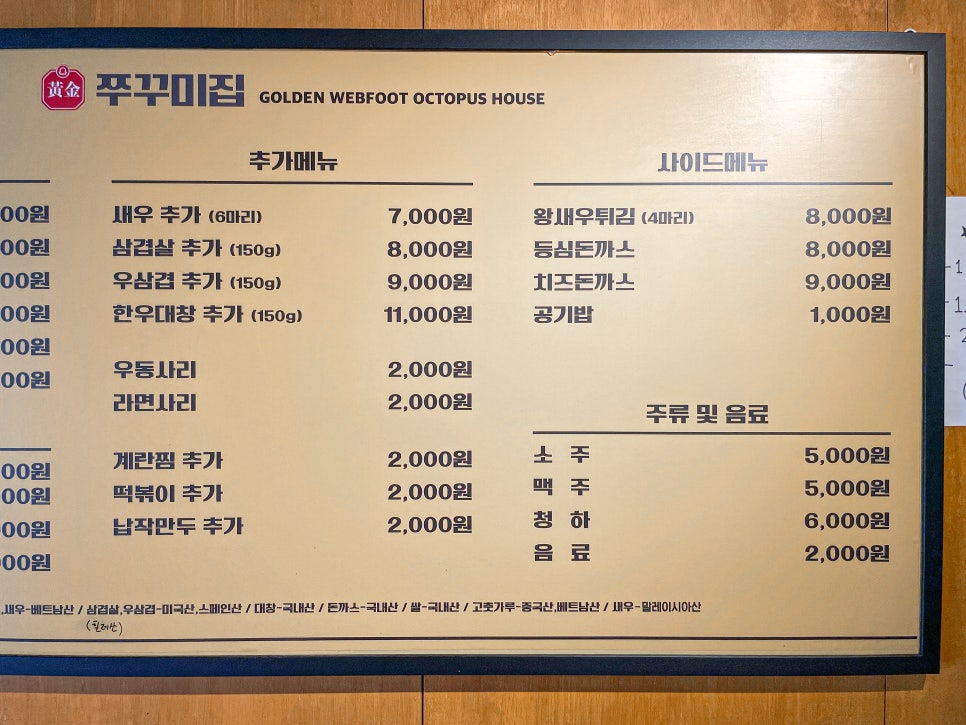 黃金 쭈꾸미집 GOLDEN WEBFOOT OCTOPUS HOUSE
00원
00원
00원
00원
00원
00원
00원
00원
00원
00원
추가메뉴
새우 추가 (6마리) 7,000원
삼겹살 추가 (150g) 8,000원
우삼겹 추가 (150g) 9,000원
한우대창 추가 (150g) 11,000원
우동사리 2,000원
라면사리 2,000원
계란찜 추가 2,000원
떡볶이 추가 2,000원
납작만두 추가 2,000원
사이드메뉴
왕새우튀김 (4마리) 8,000원
등심돈까스 8,000원
치즈돈까스 9,000원
공기밥 1,000원
주류 및 음료
소 주 5,000원
맥 주 5,000원
청 하 6,000원
음 료 2,000원
,새우-베트남산 / 삼겹살,우삼겹-미국산,스페인산 / 대창-국내산 / 돈까스-국내산 / 쌀-국내산 / 고춧가루-중국산,베트남산 / 새우-말레이시아산
(칠레산)